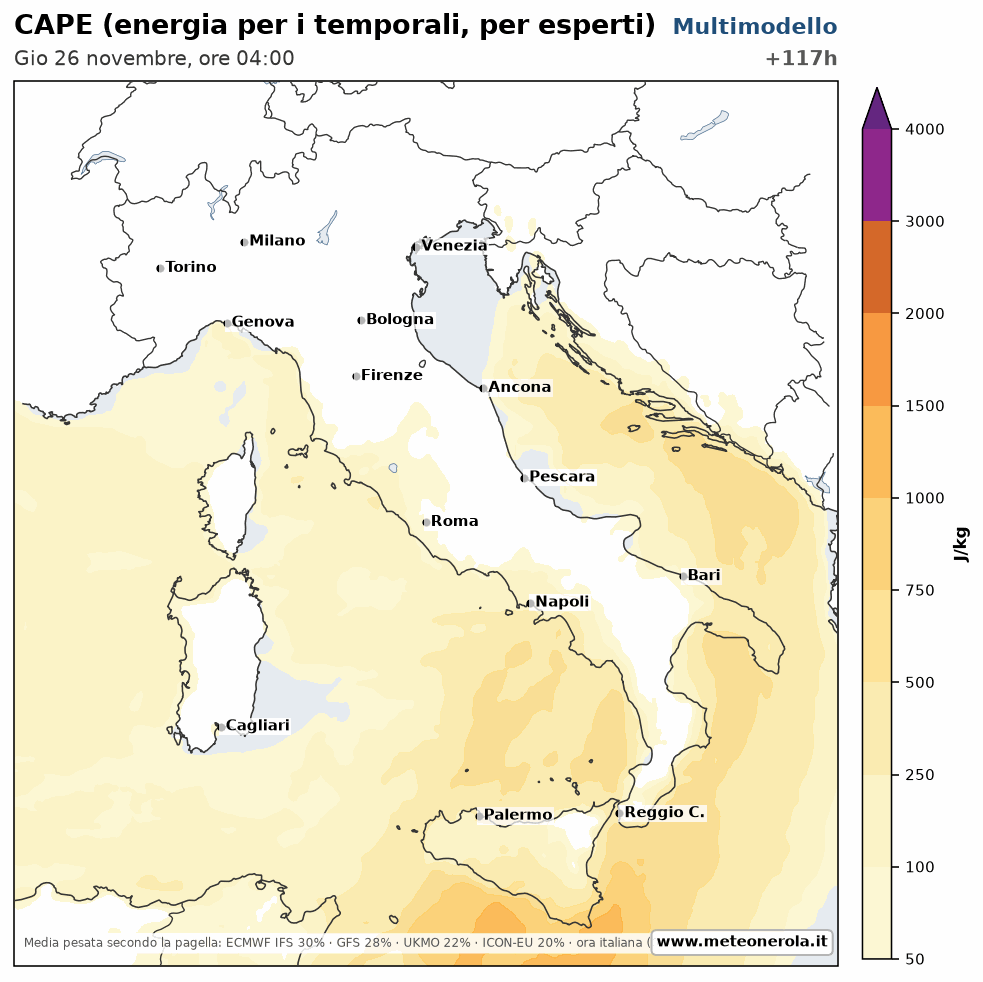 CAPE (energia per i temporali, per esperti) Multimodello
Gio 26 novembre, ore 04:00 +117h
4000
3000
Milano
Venezia
Torino
2000
Genova
Bologna
Firenze
Ancona
1500
Pescara
1000
Roma
J/kg
Bari
750
Napoli
500
Cagliari
250
Palermo
Reggio C.
100
Media pesata secondo la pagella: ECMWF IFS 30% · GFS 28% · UKMO 22% · ICON-EU 20% · ora italiana (
www.meteonerola.it
50